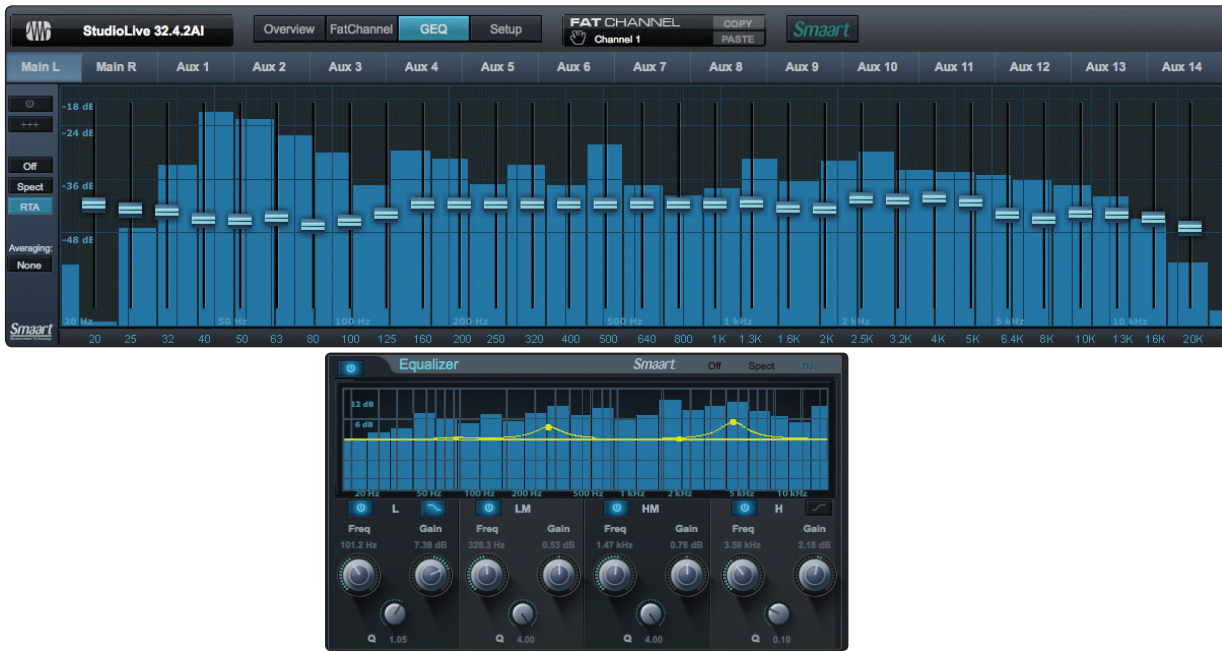 StudioLive 32.4.2AI Overview FatChannel GEQ Setup FAT CHANNEL COPY Smaart
Channel 1 PASTE
Main L Main R Aux 1 Aux 2 Aux 3 Aux 4 Aux 5 Aux 6 Aux 7 Aux 8 Aux 9 Aux 10 Aux 11 Aux 12 Aux 13 Aux 14
-18 dB
+++
-24 dB
Off
Spect -36 dB
RTA
-48 dB
Averaging:
None
20 Hz 50 Hz 100 Hz 200 Hz 500 Hz 1 kHz 2 kHz 5 kHz 10 kHz
Smaart
20 25 32 40 50 63 80 100 125 160 200 250 320 400 500 640 800 1K 1.3K 1.6K 2K 2.5K 3.2K 4K 5K 6.4K 8K 10K 13K 16K 20K
Equalizer Smaart Off Spect RTA
12 dB
6 dB
20 Hz 50 Hz 100 Hz 200 Hz 500 Hz 1 kHz 2 kHz 5 kHz 10 kHz
L LM HM H
Freq Gain Freq Gain Freq Gain Freq Gain
101.2 Hz 7.38 dB 328.3 Hz 0.53 dB 1.47 kHz 0.76 dB 3.59 kHz 2.18 dB
Q 1.05 Q 4.00 Q 4.00 Q 0.19